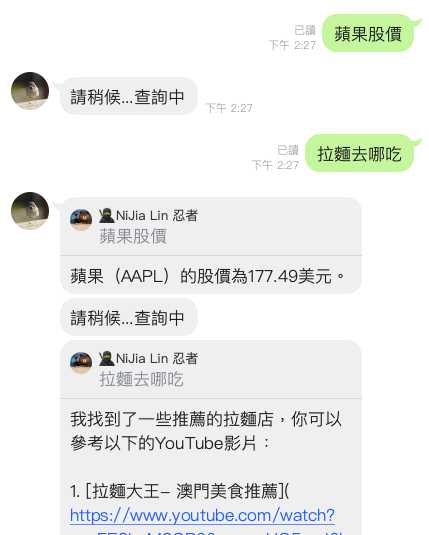 已讀
下午 2:27
蘋果股價
請稍候...查詢中
下午 2:27
已讀
下午 2:27
拉麵去哪吃
🥷NiJia Lin 忍者
蘋果股價
蘋果（AAPL）的股價為177.49美元。
請稍候...查詢中
🥷NiJia Lin 忍者
拉麵去哪吃
我找到了一些推薦的拉麵店，你可以
參考以下的YouTube影片：
1. [拉麵大王- 澳門美食推薦](
https://www.youtube.com/watch?